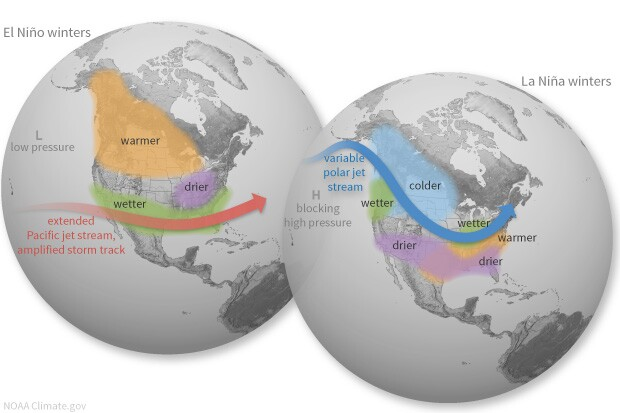 El Niño winters
L
low pressure
warmer
drier
wetter
extended
Pacific jet stream,
amplified storm track
La Niña winters
variable
polar jet
stream
H
blocking
high pressure
colder
wetter
wetter
warmer
drier
drier
NOAA Climate.gov